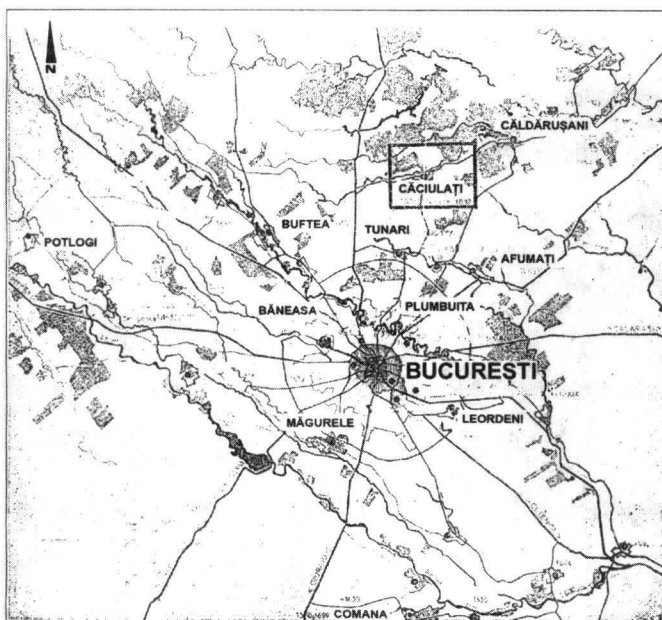 N
CĂLDĂRUȘANI
CĂCIULAȚI
BUFTEA
TUNARI
POTLOGI
AFUMAȚI
BĂNEASA
PLUMBUITA
BUCUREȘTI
MĂGURELE
LEORDENI
COMANA